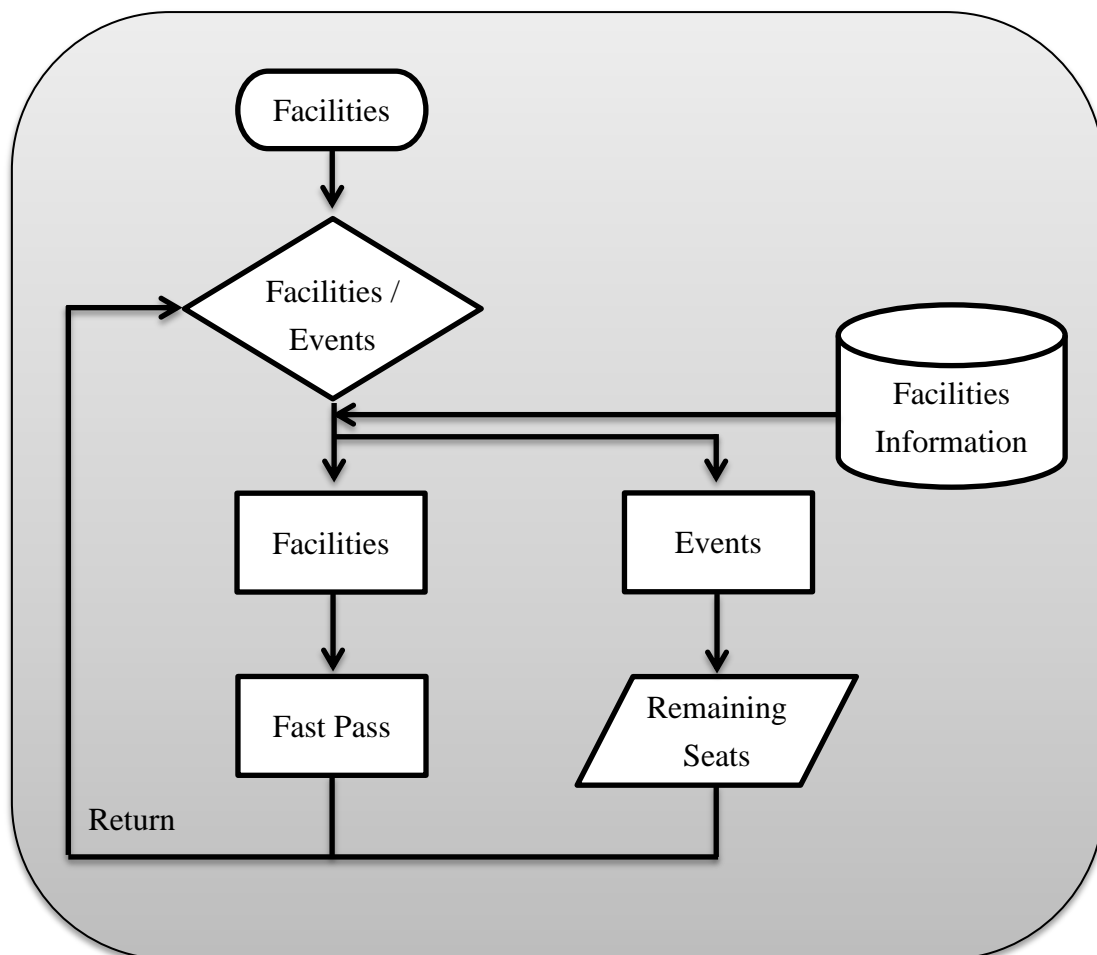 Facilities
Facilities /
Events
Facilities
Information
Facilities
Events
Fast Pass
Remaining
Seats
Return